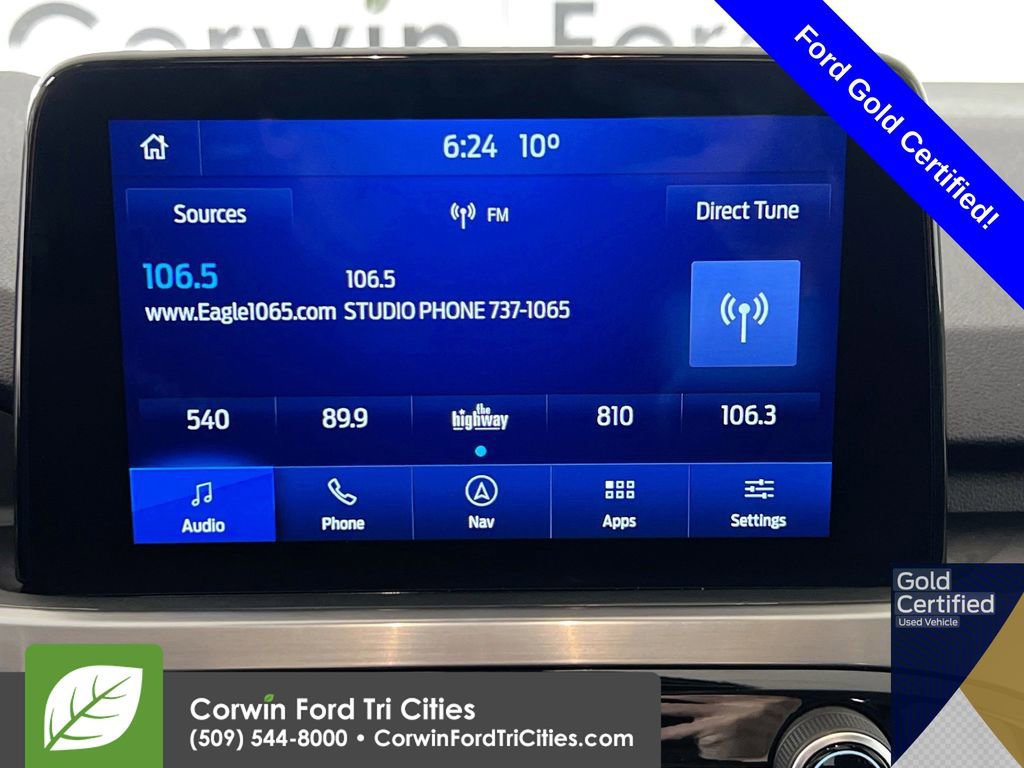 Corwin Ford
Ford Gold Certified!
6:24 10°
Sources
FM
Direct Tune
106.5
106.5
www.Eagle1065.com STUDIO PHONE 737-1065
540
89.9
the highway
810
106.3
Audio
Phone
Nav
Apps
Settings
Gold
Certified
Used Vehicle
Corwin Ford Tri Cities
(509) 544-8000 • CorwinFordTriCities.com